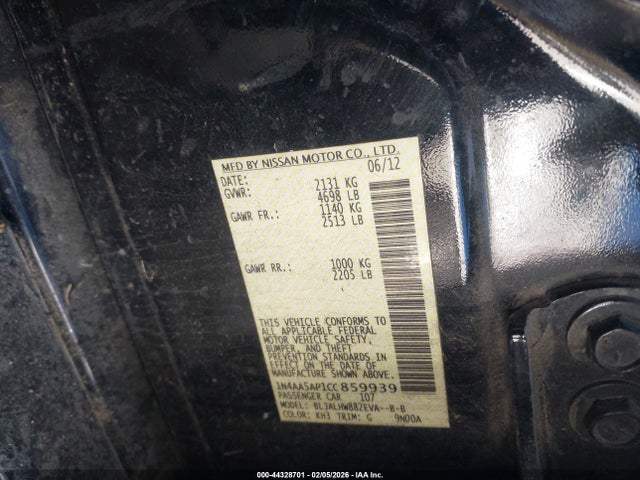 MFD BY NISSAN MOTOR CO., LTD.
DATE: 06/12
GVWR: 2131 KG
4698 LB
GAWR FR.: 1140 KG
2513 LB
GAWR RR.: 1000 KG
2205 LB
THIS VEHICLE CONFORMS TO
ALL APPLICABLE FEDERAL
MOTOR VEHICLE SAFETY,
BUMPER, AND THEFT
PREVENTION STANDARDS IN
EFFECT ON THE DATE OF
MANUFACTURE SHOWN ABOVE.
1N4AA5AP1CC859939
PASSENGER CAR 107
MODEL: BL3ALHW882EVA--B-B
COLOR: KH3 TRIM: G 9N00A
000-44328701 - 02/05/2026 - IAA Inc.